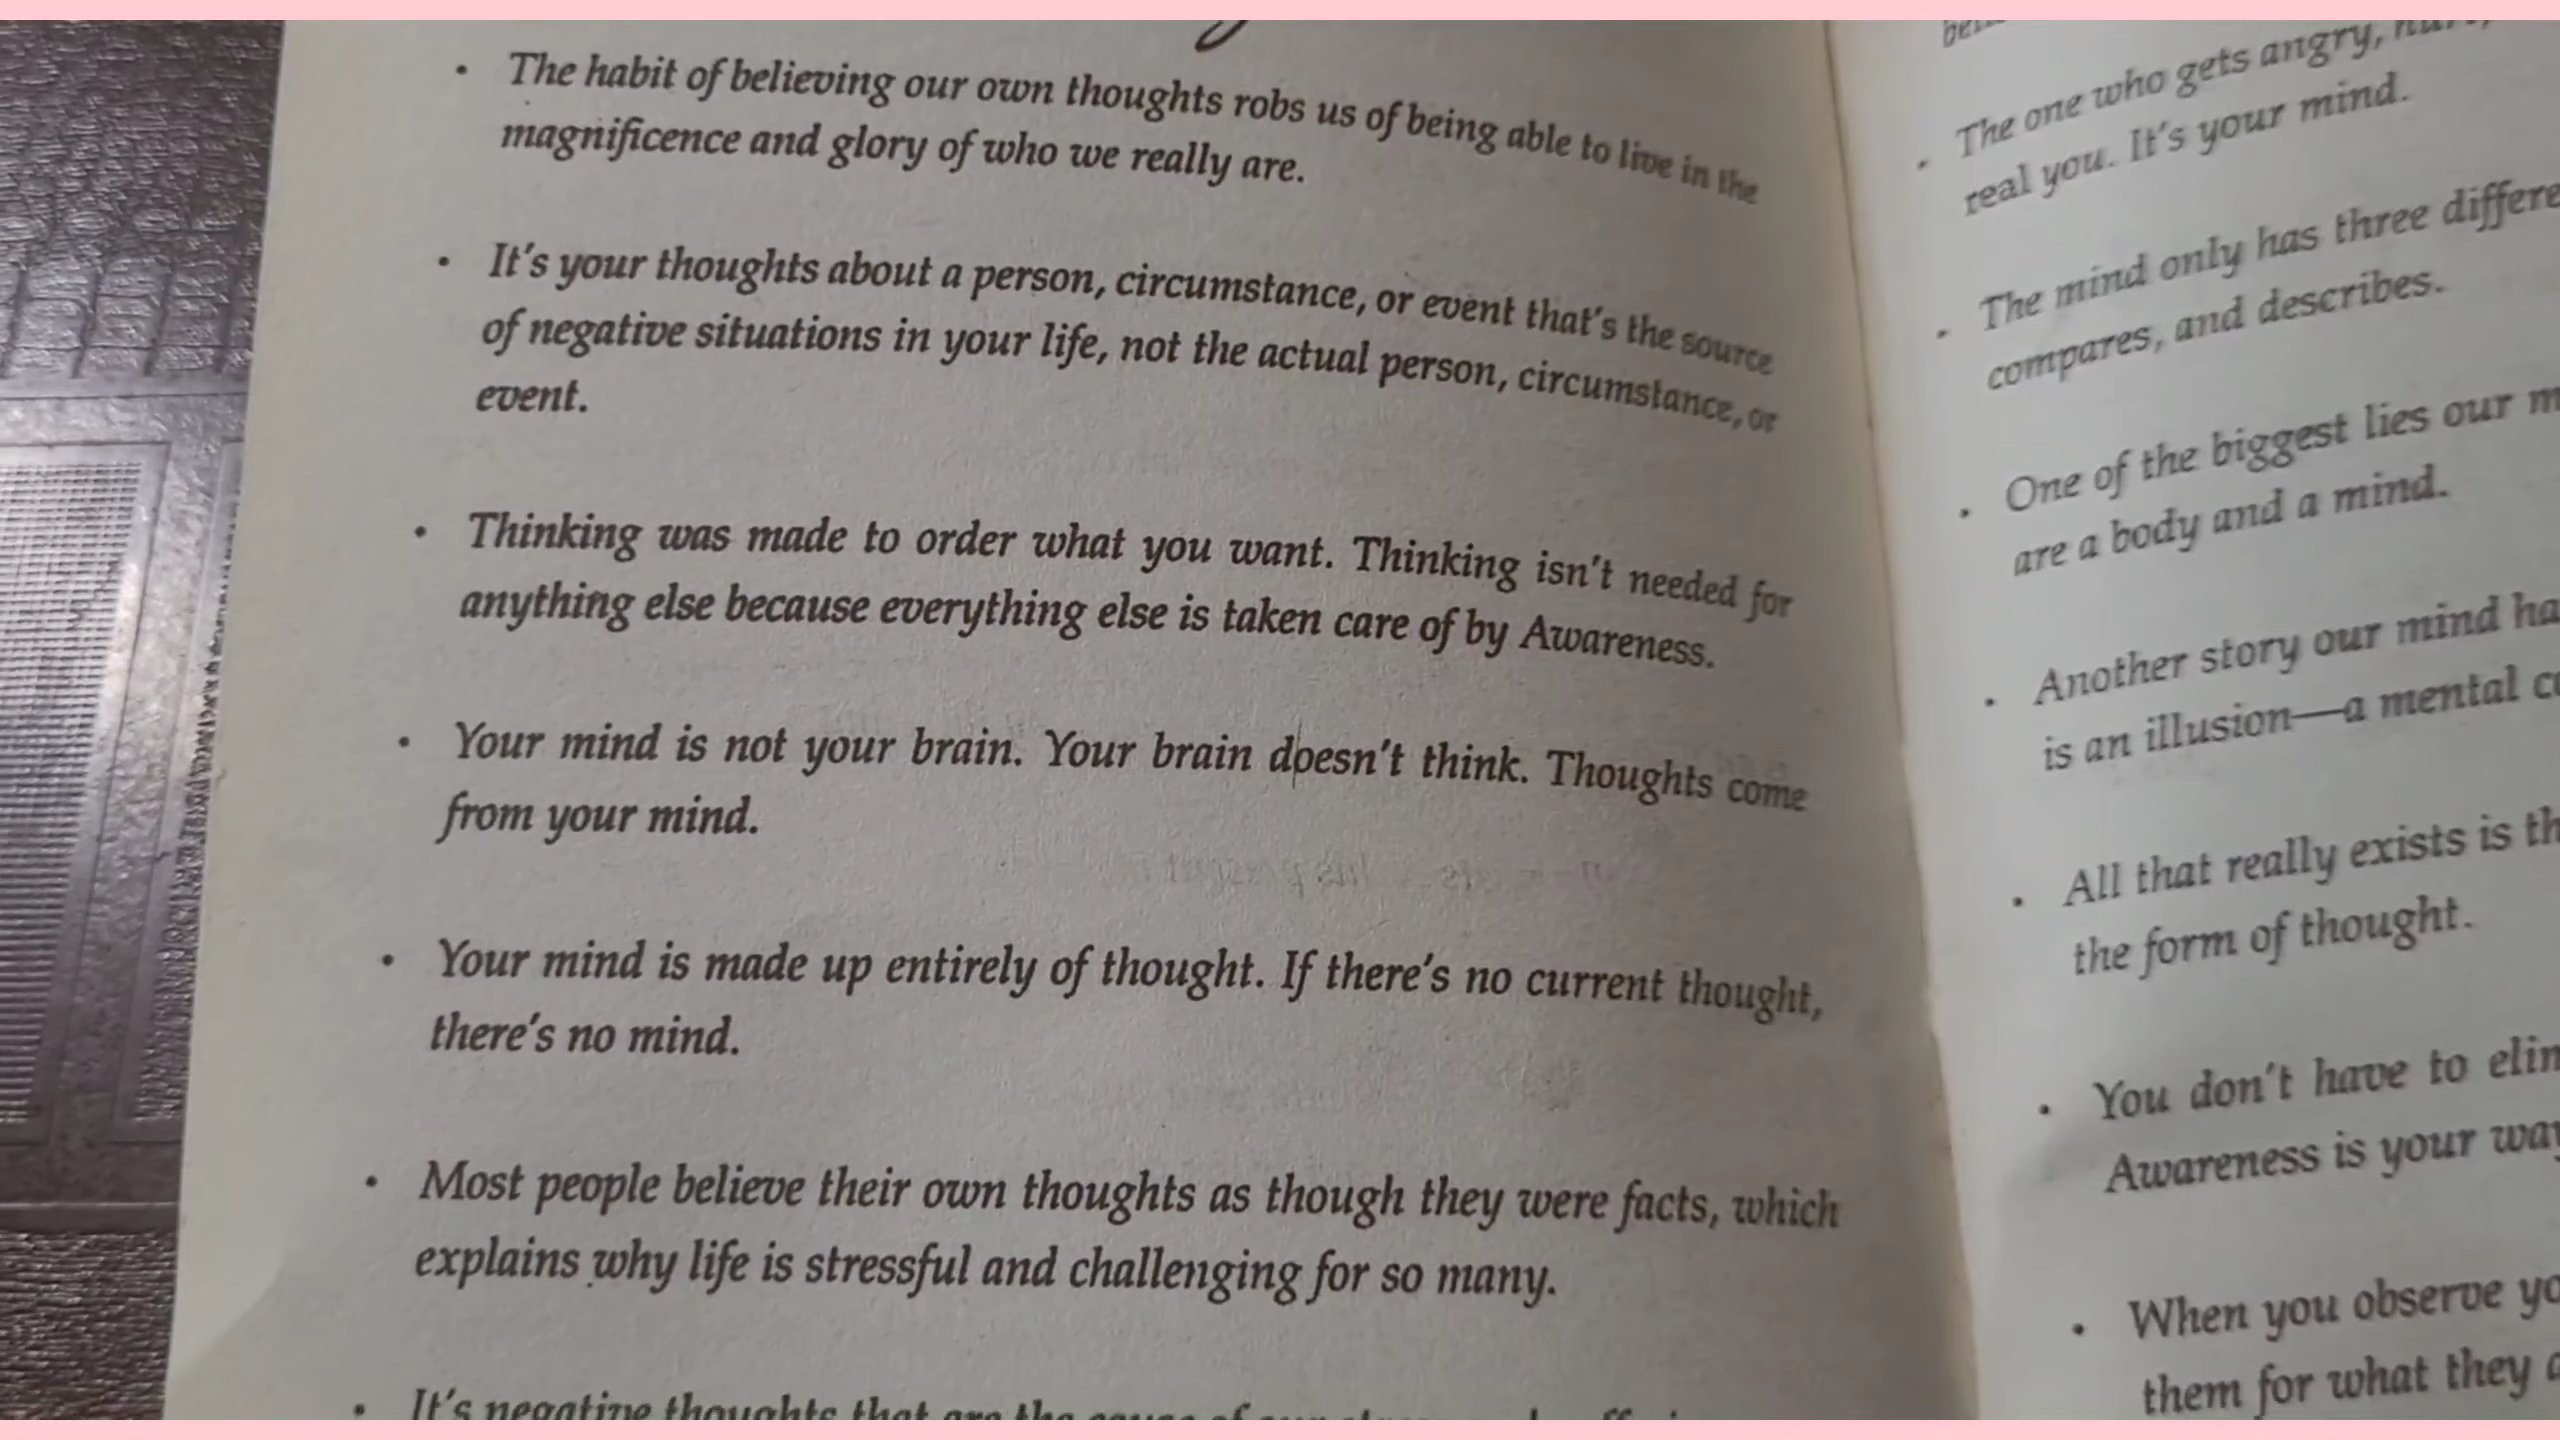 The habit of believing our own thoughts robs us of being able to live in the
magnificence and glory of who we really are.
It's your thoughts about a person, circumstance, or event that's the source
of negative situations in your life, not the actual person, circumstance, or
event.
Thinking was made to order what you want. Thinking isn't needed for
anything else because everything else is taken care of by Awareness.
Your mind is not your brain. Your brain doesn't think. Thoughts come
from your mind.
Your mind is made up entirely of thought. If there's no current thought,
there's no mind.
Most people believe their own thoughts as though they were facts, which
explains why life is stressful and challenging for so many.
It's negative thoughts that are the cause of our
The one who gets angry,
real you. It's your mind.
The mind only has three
compares, and describes.
One of the biggest lies our
are a body and a mind.
Another story our mind
is an illusion—a mental
All that really exists is
the form of thought.
You don't have to
Awareness is your
When you observe
them for what they